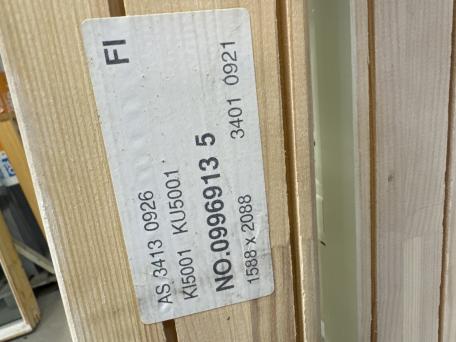 FI
AS 3413 0926
KI5001 KU5001
NO.0996913 5
3401 0921
1588 x 2088